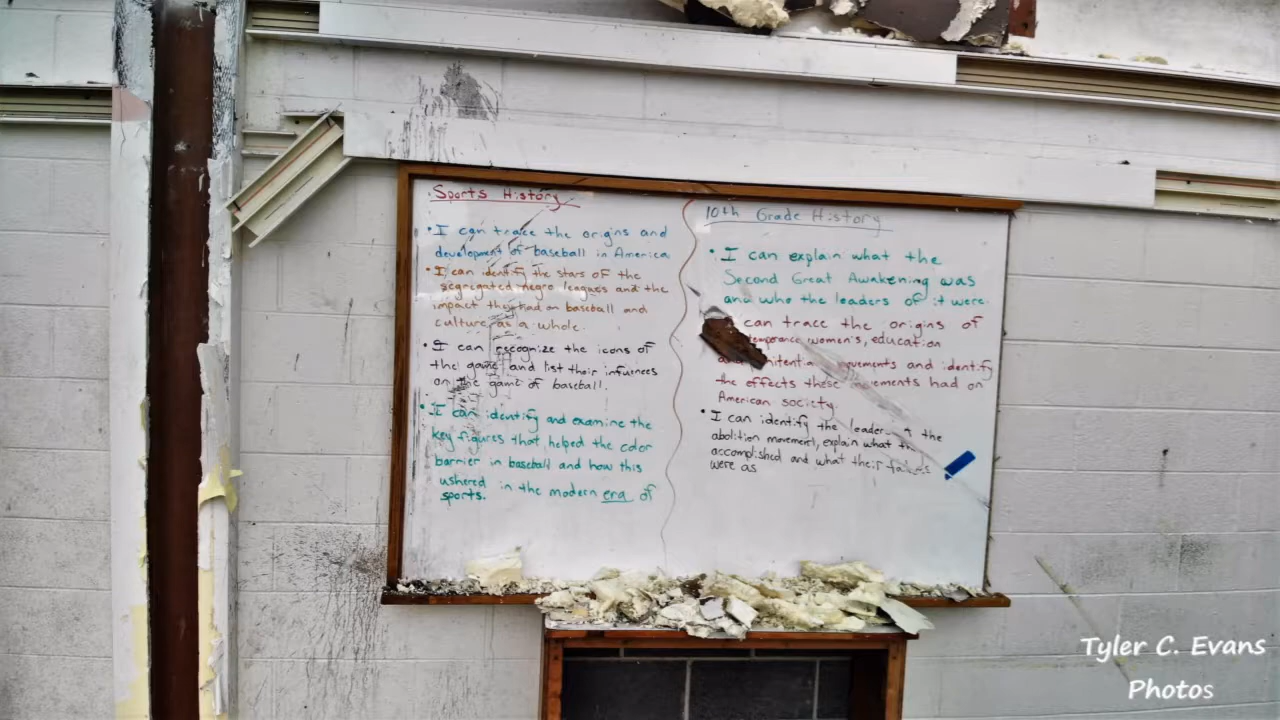 Sports History
• I can trace the origins and
development of baseball in America
• I can identify the stars of the
segregated negro leagues and the
impact they had on baseball and
culture as a whole.
• I can recognize the icons of
the game and list their influences
on the game of baseball.
• I can identify and examine the
key figures that helped the color
barrier in baseball and how this
ushered in the modern era of
sports.
10th Grade History
• I can explain what the
Second Great Awakening was
and who the leaders of it were.
can trace the origins of
women's, education
and movements and identify
the effects these movements had on
American society.
• I can identify the leaders of the
abolition movement, explain what they
accomplished and what their failures
were as
Tyler C. Evans
Photos